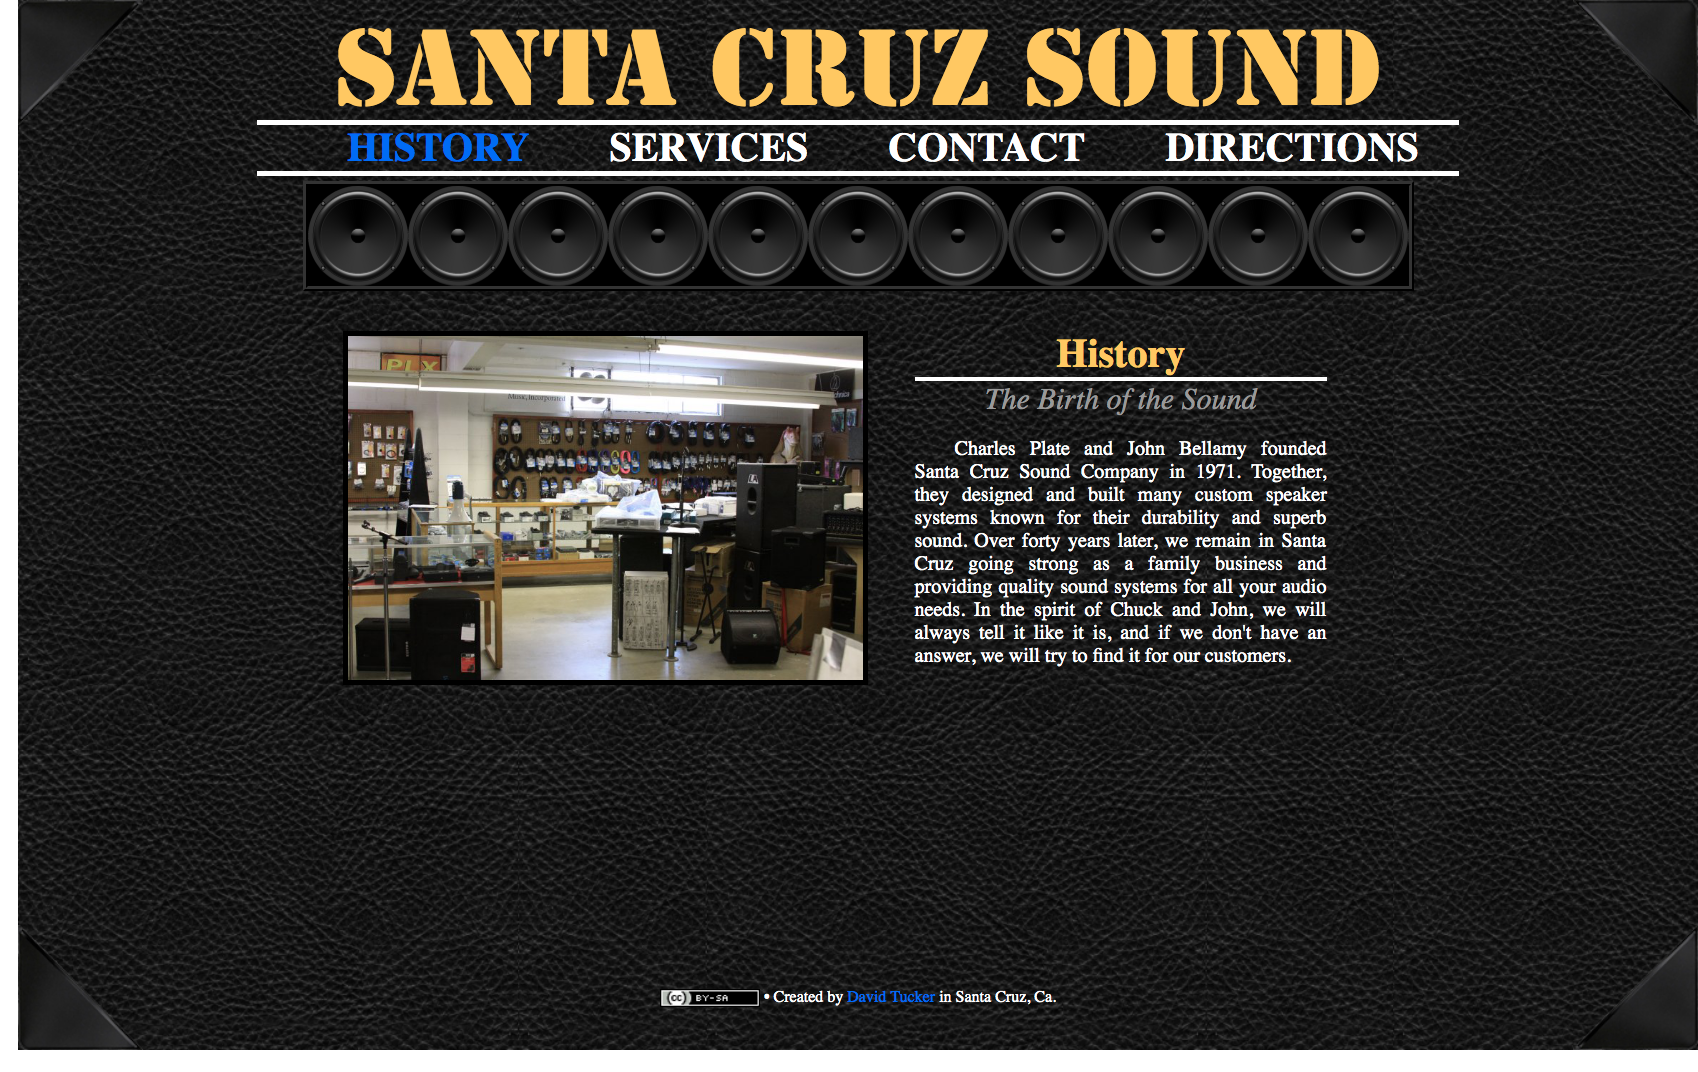 SANTA CRUZ SOUND
HISTORY SERVICES CONTACT DIRECTIONS
PLX
Music, Incorporated
History
The Birth of the Sound
Charles Plate and John Bellamy founded
Santa Cruz Sound Company in 1971. Together,
they designed and built many custom speaker
systems known for their durability and superb
sound. Over forty years later, we remain in Santa
Cruz going strong as a family business and
providing quality sound systems for all your audio
needs. In the spirit of Chuck and John, we will
always tell it like it is, and if we don't have an
answer, we will try to find it for our customers.
cc BY-SA • Created by David Tucker in Santa Cruz, Ca.